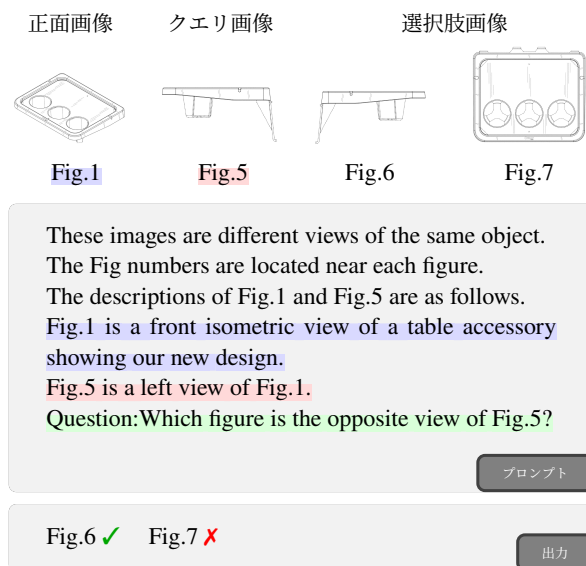 正面画像 クエリ画像 選択肢画像
Fig.1 Fig.5 Fig.6 Fig.7
These images are different views of the same object.
The Fig numbers are located near each figure.
The descriptions of Fig.1 and Fig.5 are as follows.
Fig.1 is a front isometric view of a table accessory
showing our new design.
Fig.5 is a left view of Fig.1.
Question:Which figure is the opposite view of Fig.5?
プロンプト
Fig.6 ✓ Fig.7 ✗
出力